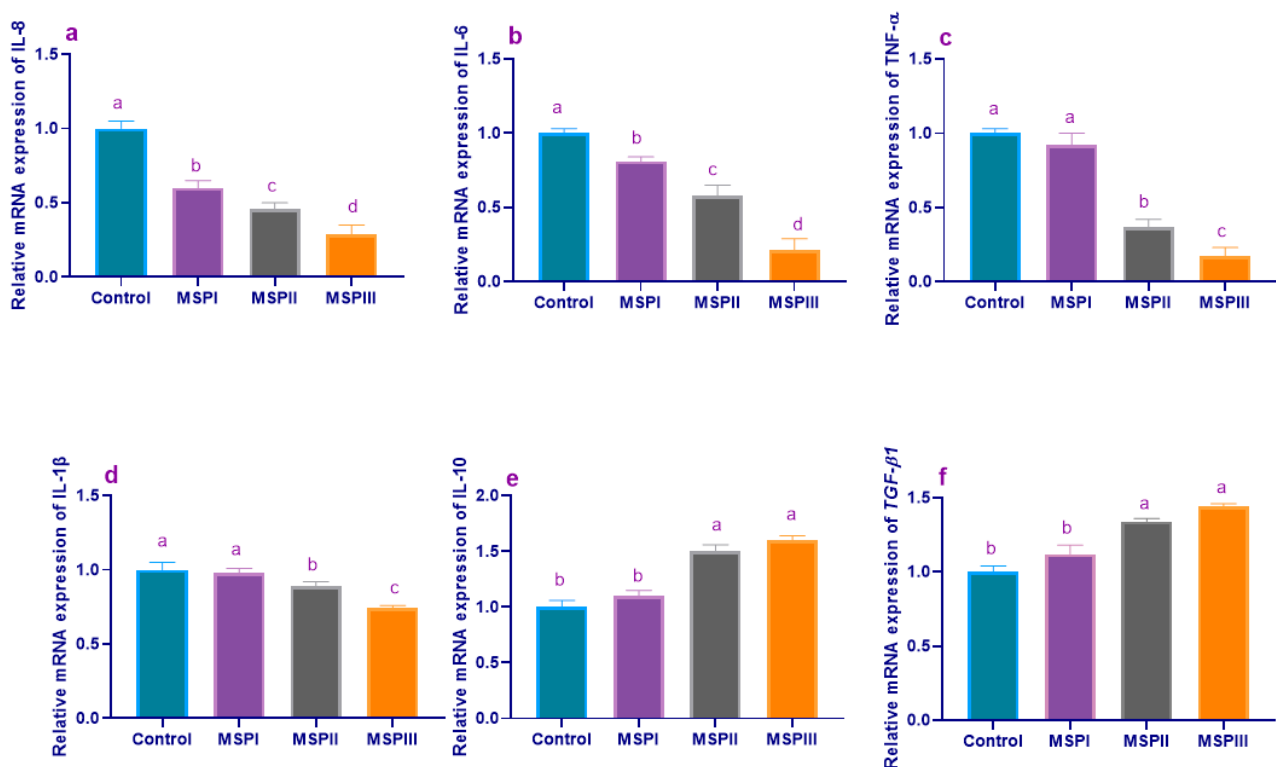 a
Relative mRNA expression of IL-8
1.5
1.0
0.5
0.0
a
b
c
d
Control MSPI MSPII MSPIII
b
Relative mRNA expression of IL-6
1.5
1.0
0.5
0.0
a
b
c
d
Control MSPI MSPII MSPIII
c
Relative mRNA expression of TNF-α
1.5
1.0
0.5
0.0
a
a
b
c
Control MSPI MSPII MSPIII
d
Relative mRNA expression of IL-1β
1.5
1.0
0.5
0.0
a
a
b
c
Control MSPI MSPII MSPIII
e
Relative mRNA expression of IL-10
2.0
1.5
1.0
0.5
0.0
b
b
a
a
Control MSPI MSPII MSPIII
f
Relative mRNA expression of TGF-β1
1.5
1.0
0.5
0.0
b
b
a
a
Control MSPI MSPII MSPIII